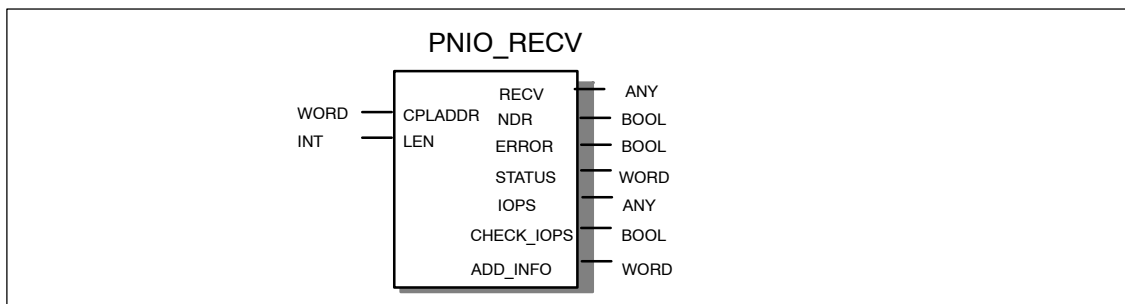 PNIO_RECV
RECV ANY
WORD CPLADDR NDR BOOL
INT LEN ERROR BOOL
STATUS WORD
IOPS ANY
CHECK_IOPS BOOL
ADD_INFO WORD